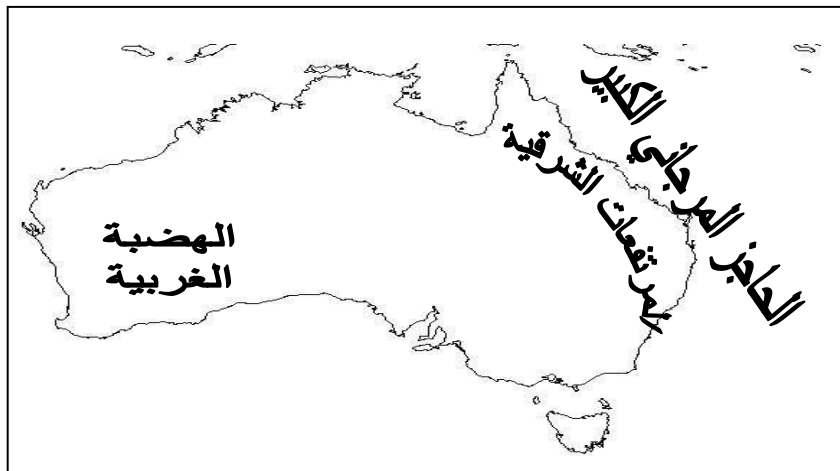 الحاجز المرجاني الكبير
المرتفعات الشرقية
الهضبة
الغربية